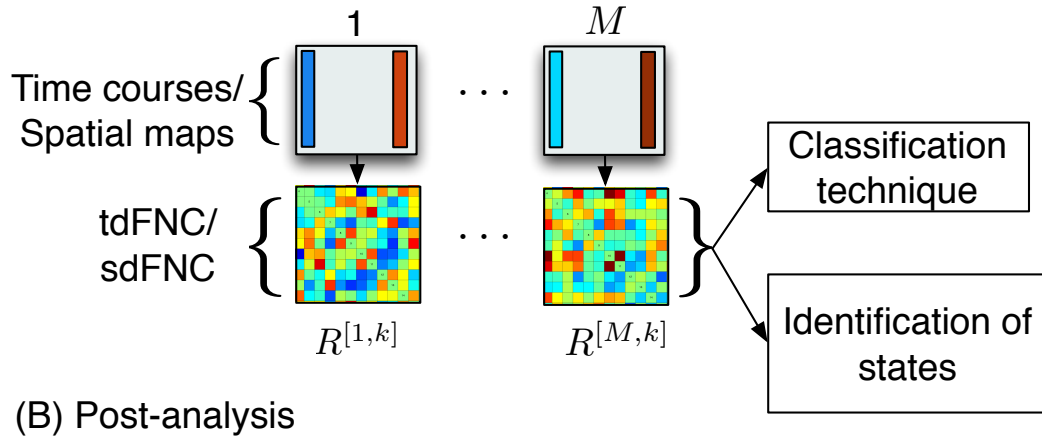 1
M
Time courses/
Spatial maps
· · ·
Classification
technique
tdFNC/
sdFNC
· · ·
Identification of
states
R^{[1,k]}
R^{[M,k]}
(B) Post-analysis